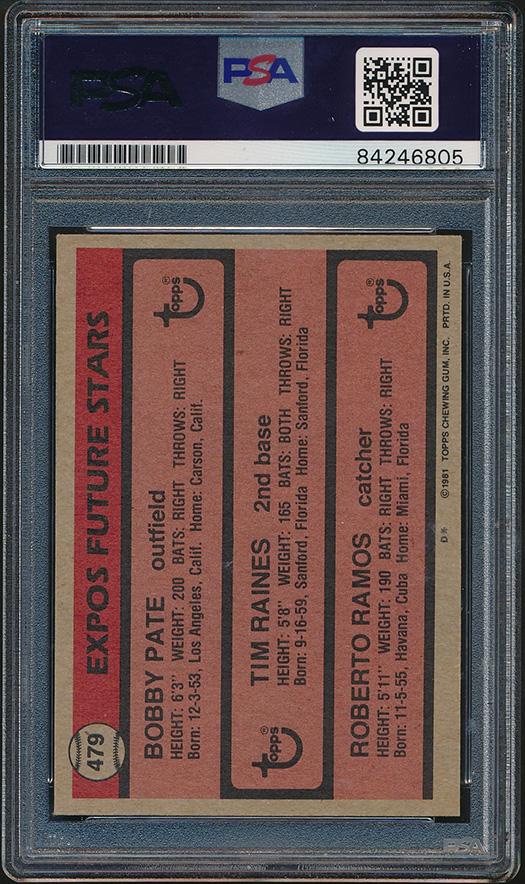 PSA
PSA
84246805
479
EXPOS FUTURE STARS
BOBBY PATE outfield
HEIGHT: 6'3" WEIGHT: 200 BATS: RIGHT THROWS: RIGHT
Born: 12-3-53, Los Angeles, Calif. Home: Carson, Calif.
topps®
topps®
TIM RAINES 2nd base
HEIGHT: 5'8" WEIGHT: 165 BATS: BOTH THROWS: RIGHT
Born: 9-16-59, Sanford, Florida Home: Sanford, Florida
ROBERTO RAMOS catcher
HEIGHT: 5'11" WEIGHT: 190 BATS: RIGHT THROWS: RIGHT
Born: 11-5-55, Havana, Cuba Home: Miami, Florida
topps®
D* ©1981 TOPPS CHEWING GUM, INC. PRTD. IN U.S.A.
PSA